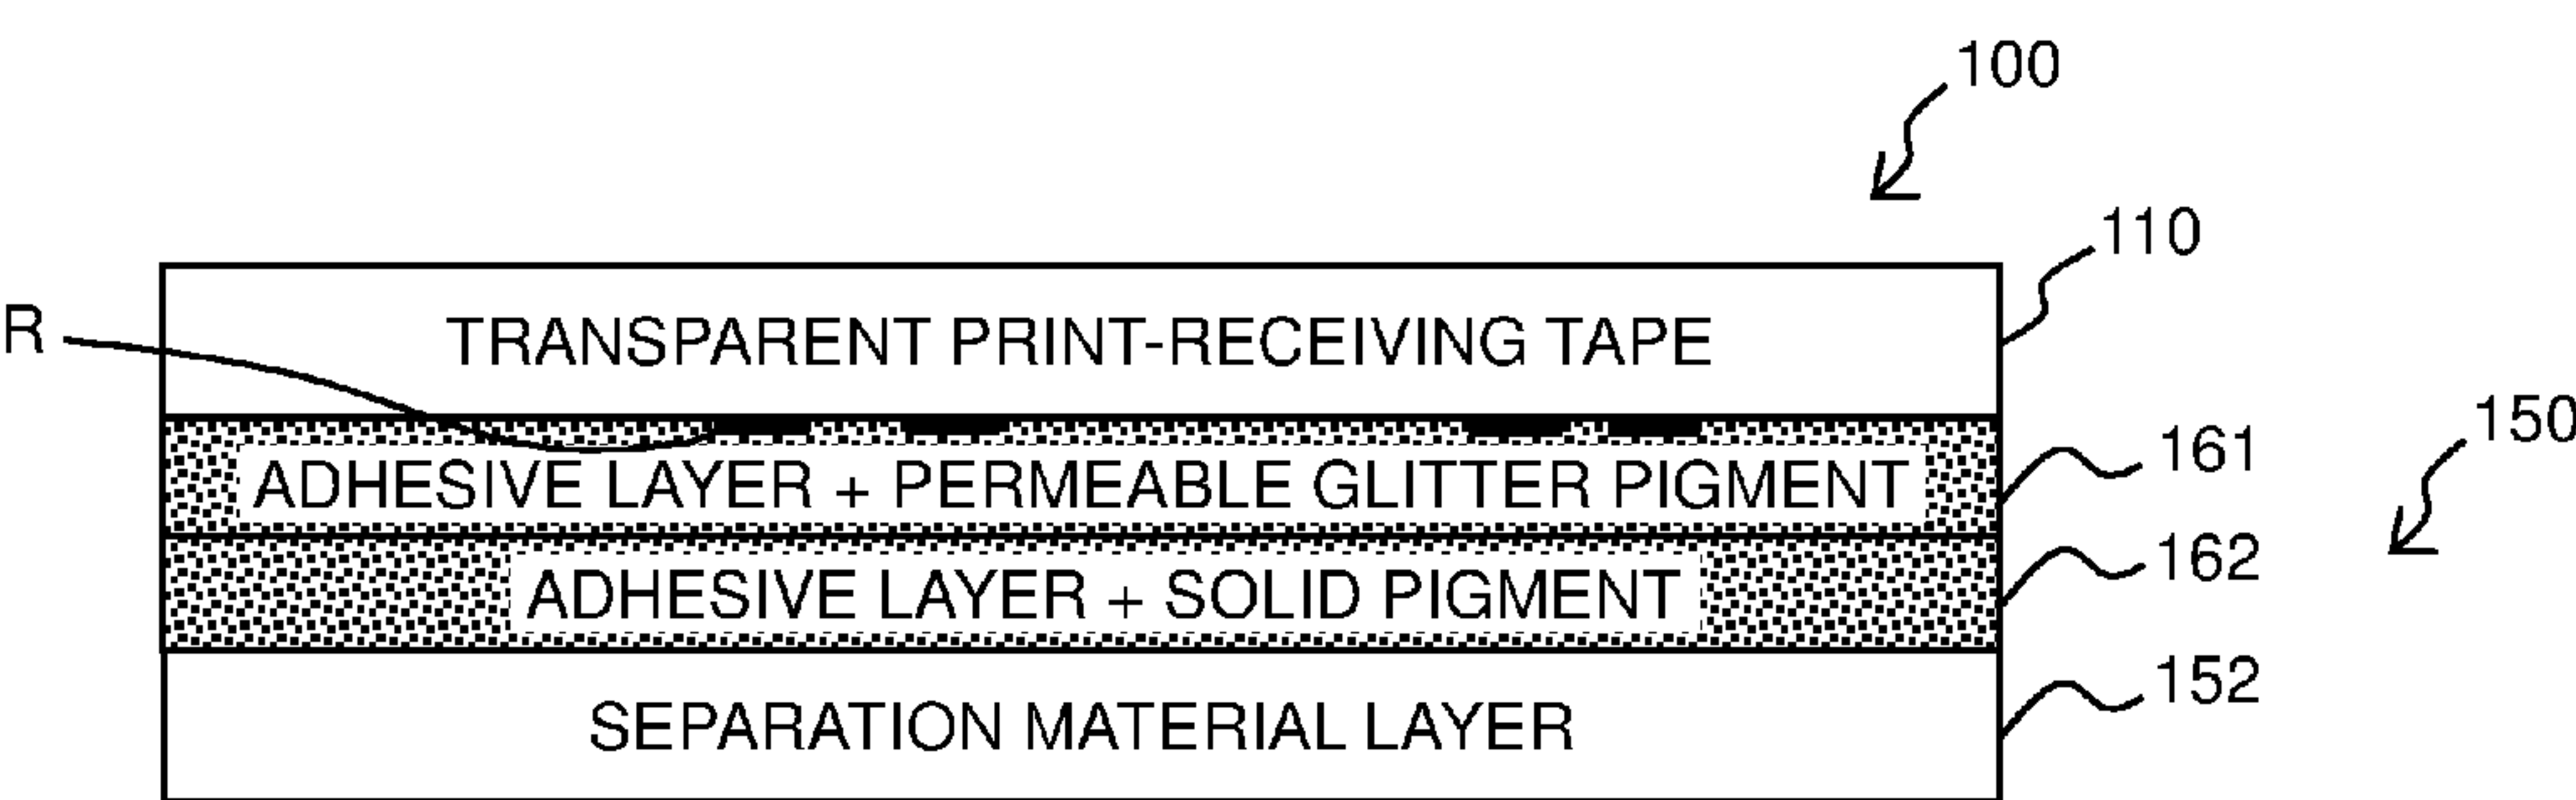 100
110
R
TRANSPARENT PRINT-RECEIVING TAPE
150
161
ADHESIVE LAYER + PERMEABLE GLITTER PIGMENT
162
ADHESIVE LAYER + SOLID PIGMENT
152
SEPARATION MATERIAL LAYER